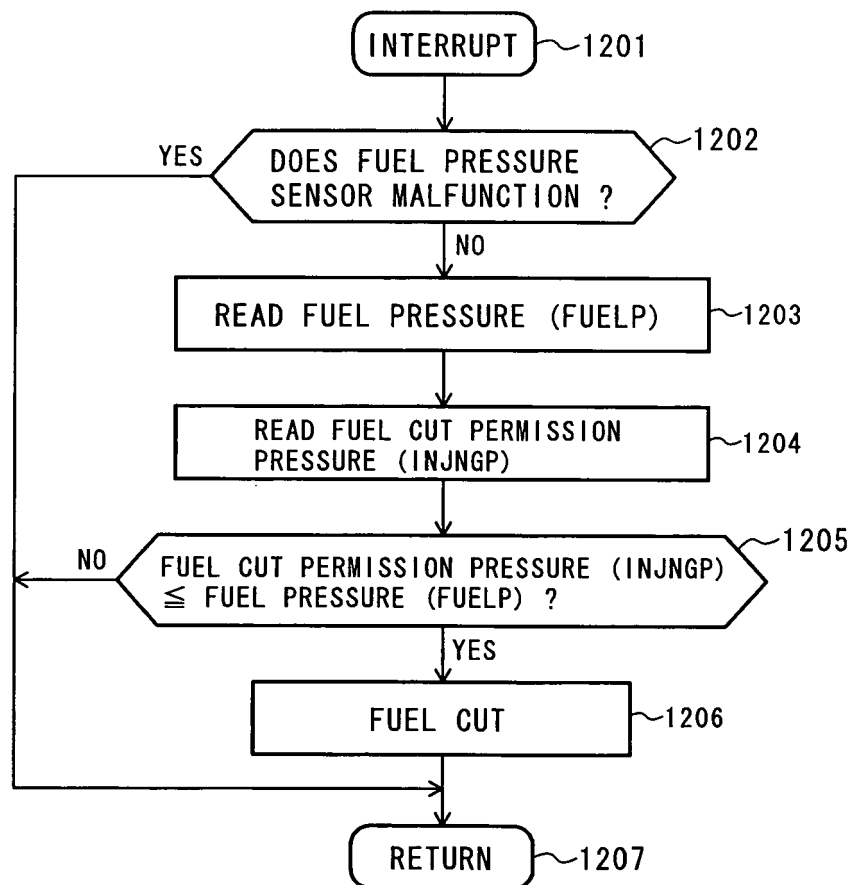 INTERRUPT
1201
1202
YES
DOES FUEL PRESSURE
SENSOR MALFUNCTION ?
NO
READ FUEL PRESSURE (FUELP)
1203
READ FUEL CUT PERMISSION
PRESSURE (INJNGP)
1204
1205
NO
FUEL CUT PERMISSION PRESSURE (INJNGP)
≦ FUEL PRESSURE (FUELP) ?
YES
FUEL CUT
1206
RETURN
1207